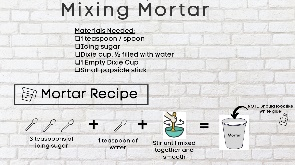 Mixing Mortar
Materials Needed:
❑1 teaspoon / spoon
❑Icing sugar
❑Dixie cup, ½ filled with water
❑1 Empty Dixie Cup
❑Small popsicle stick
Mortar Recipe
+
+
=
3 teaspoons of
icing sugar
1 teaspoon of
water
Stir until mixed
together and
smooth
Mortar